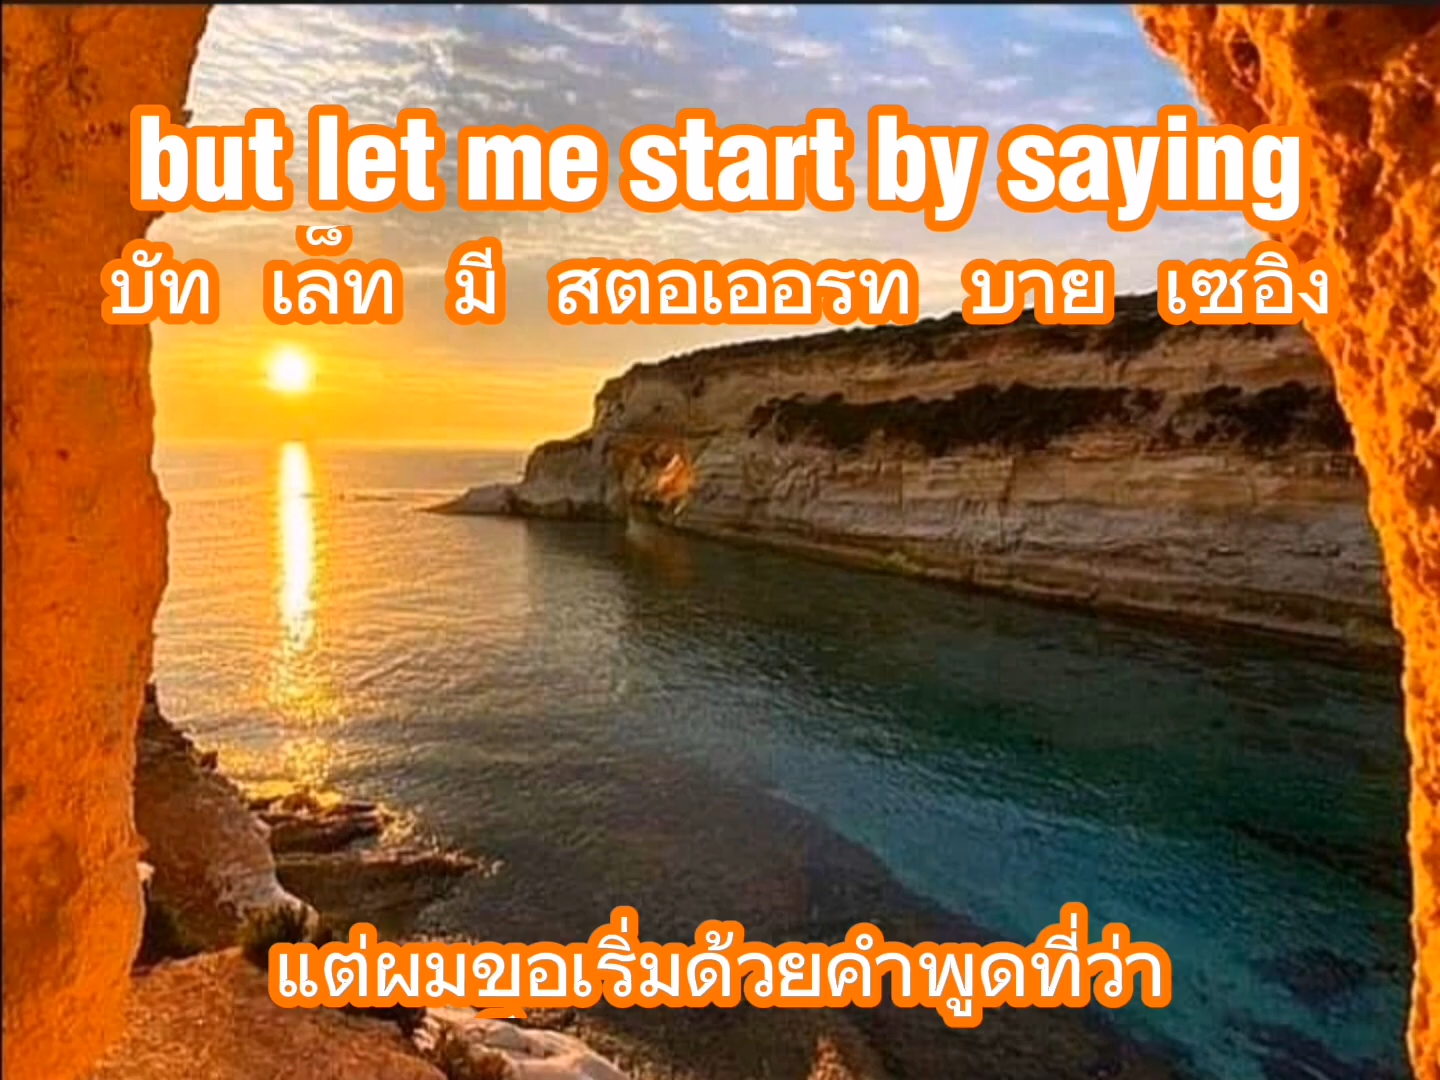 but let me start by saying
บัท เล็ท มี สตอเออรท บาย เซอิง
แต่ผมขอเริ่มด้วยคำพูดที่ว่า